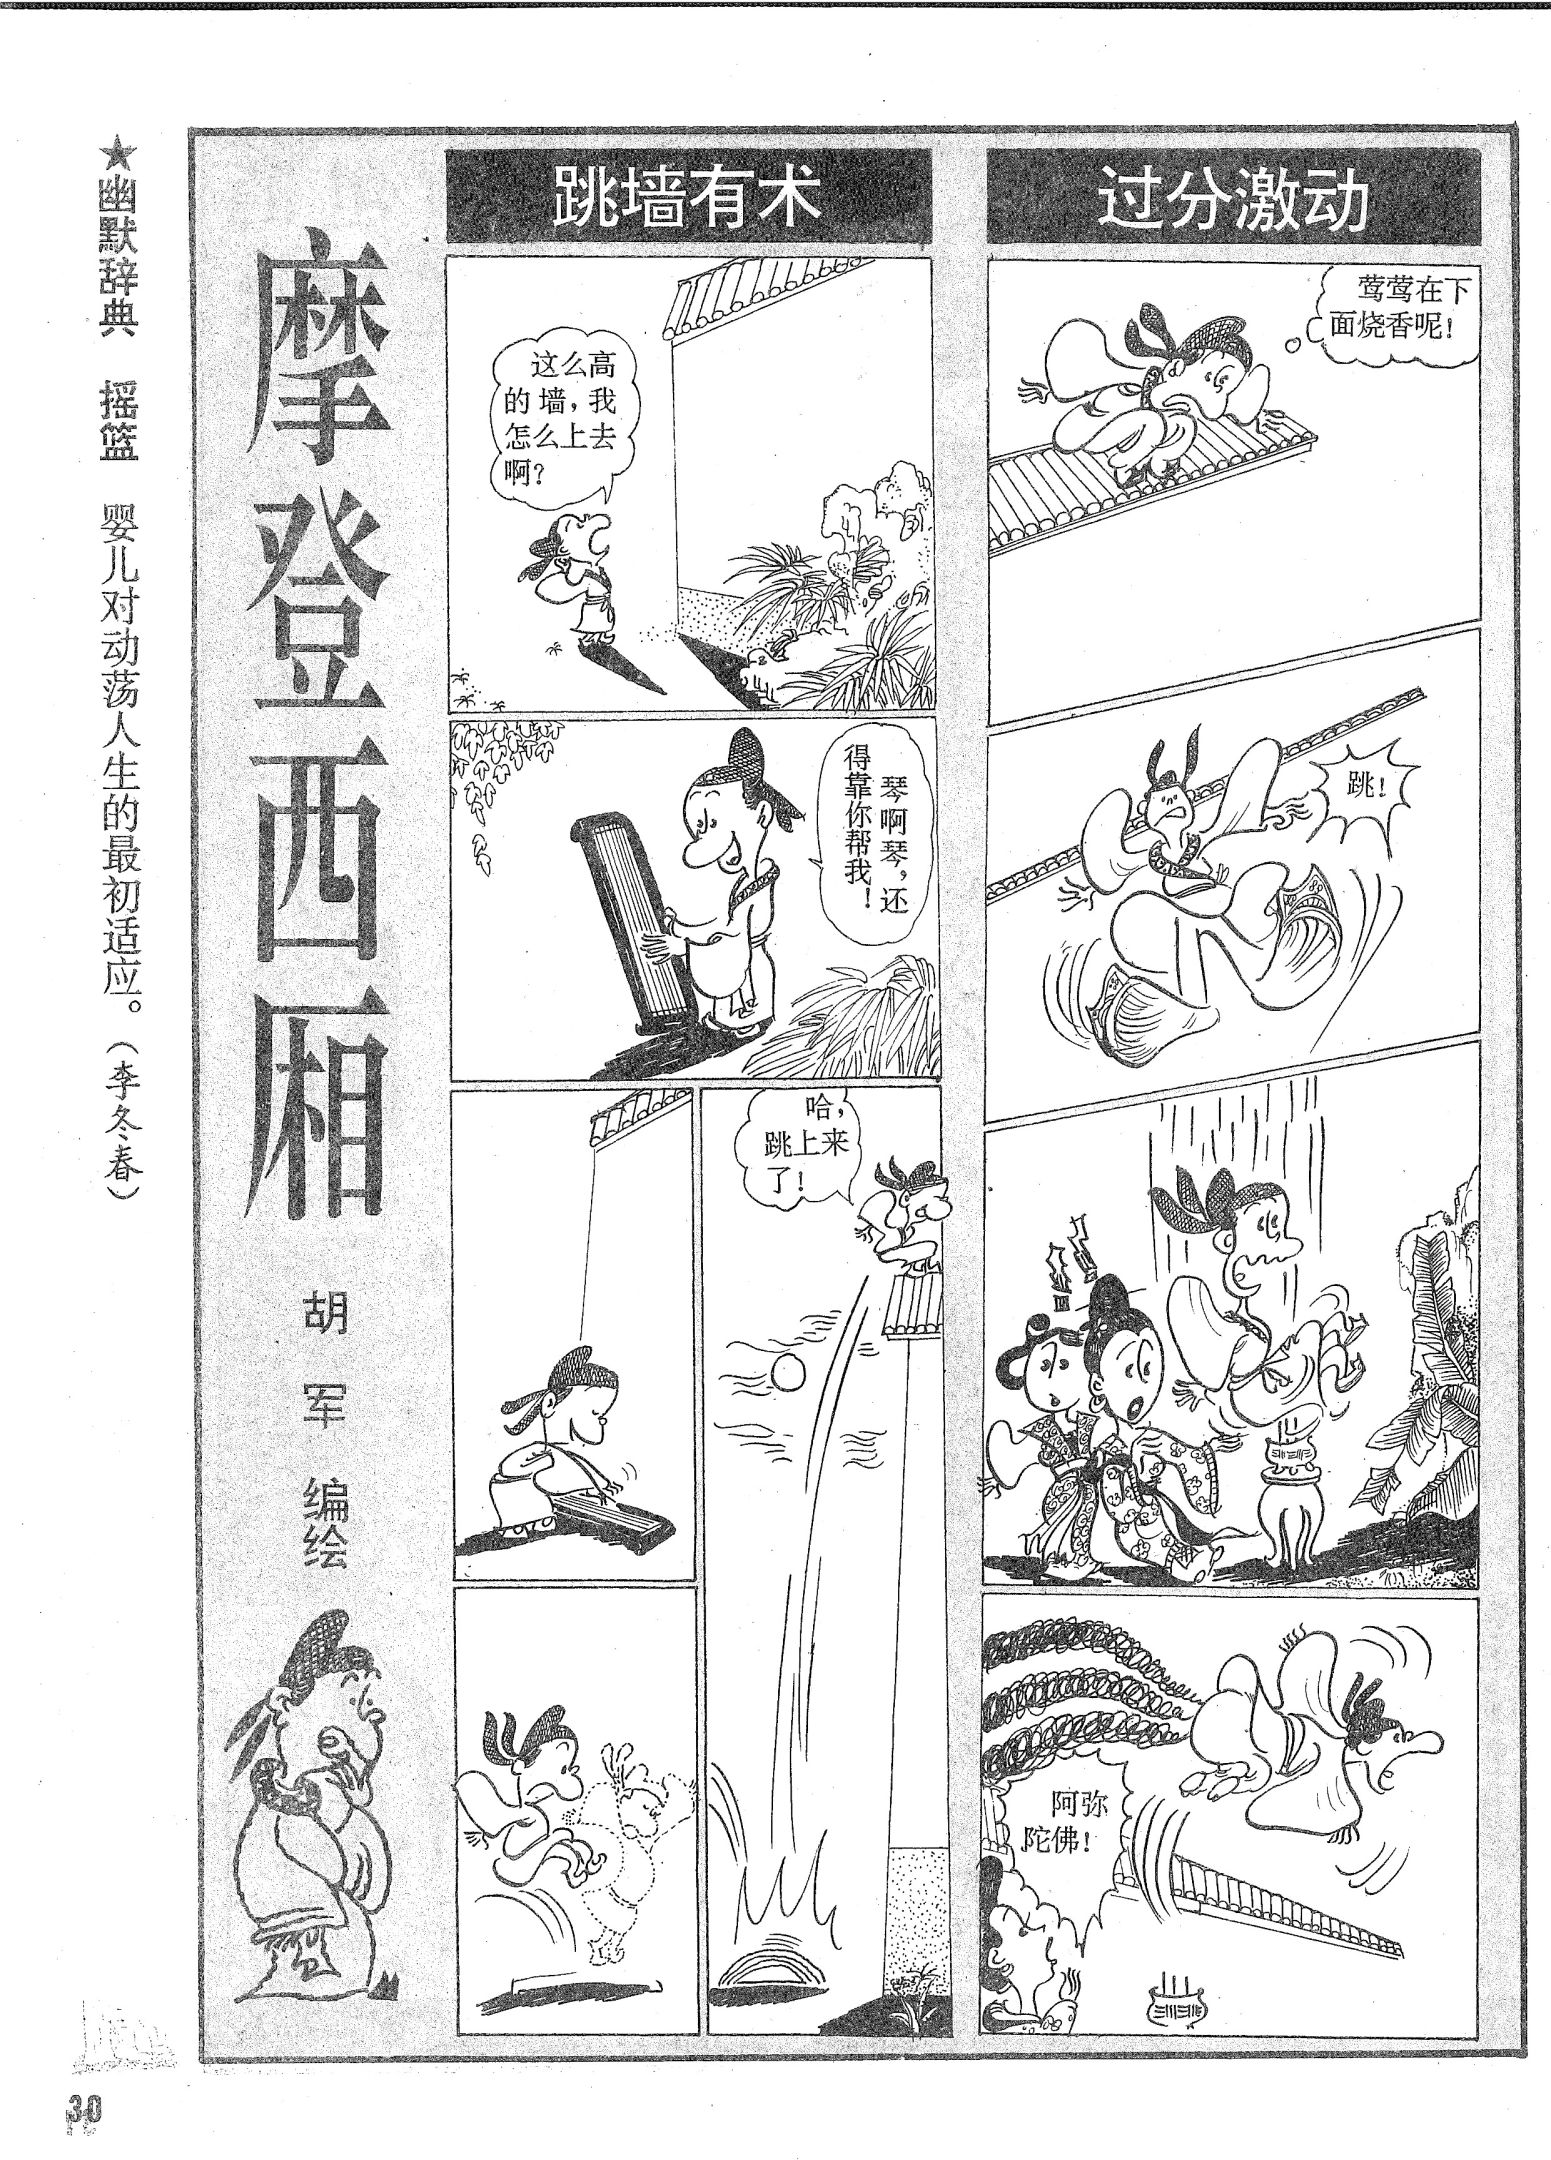 ★幽默辞典 摇篮 婴儿对动荡人生的最初适应。(李冬春)
摩登西厢
胡军 编绘
跳墙有术
这么高
的墙,我
怎么上去
啊?
琴啊琴,还
得靠你帮我!
哈,
跳上来
了!
过分激动
莺莺在下
面烧香呢!
跳!
阿弥
陀佛!
30